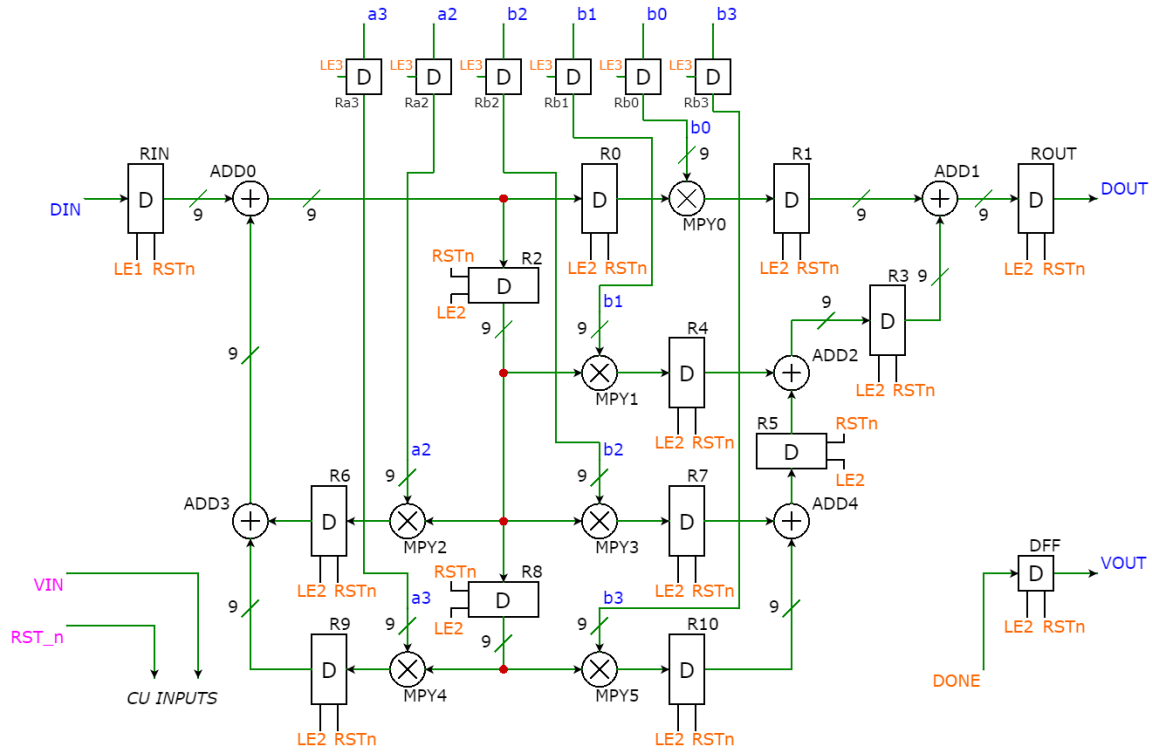 a3 a2 b2 b1 b0 b3
LE3 D LE3 D LE3 D LE3 D LE3 D LE3 D
Ra3 Ra2 Rb2 Rb1 Rb0 Rb3
b0
RIN ADD0 R0 9 R1 ADD1 ROUT
DIN D 9 + 9 D × MPY0 D 9 + 9 D DOUT
LE1 RSTn LE2 RSTn LE2 RSTn LE2 RSTn
RSTn R2
D
LE2
R3
9
9 D
LE2 RSTn
b1
9 9
R4
9 × MPY1 D + ADD2
LE2 RSTn
R5 RSTn
D
LE2
a2 b2
9 9
ADD3 R6 R7 ADD4
+ D × MPY2 × MPY3 D +
LE2 RSTn LE2 RSTn
DFF
D VOUT
LE2 RSTn
VIN
RST_n
CU INPUTS
RSTn R8
D
LE2
a3 b3
9 9 9 9 9
R9 R10
D × MPY4 × MPY5 D
LE2 RSTn LE2 RSTn
DONE